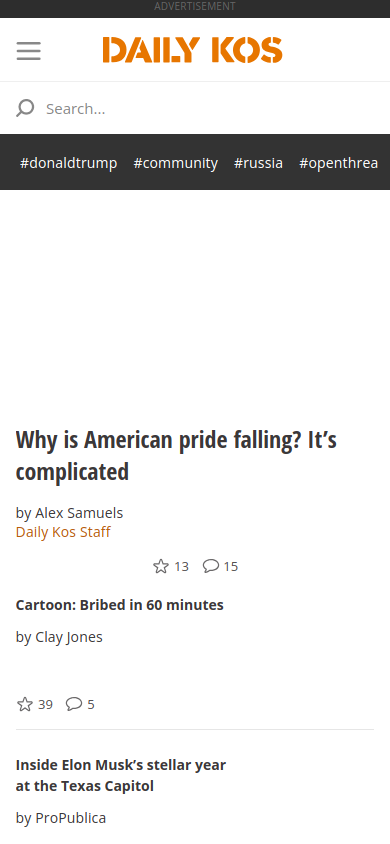 ADVERTISEMENT
DAILY KOS
Search...
#donaldtrump #community #russia #openthrea
Why is American pride falling? It’s
complicated
by Alex Samuels
Daily Kos Staff
13 15
Cartoon: Bribed in 60 minutes
by Clay Jones
39 5
Inside Elon Musk’s stellar year
at the Texas Capitol
by ProPublica